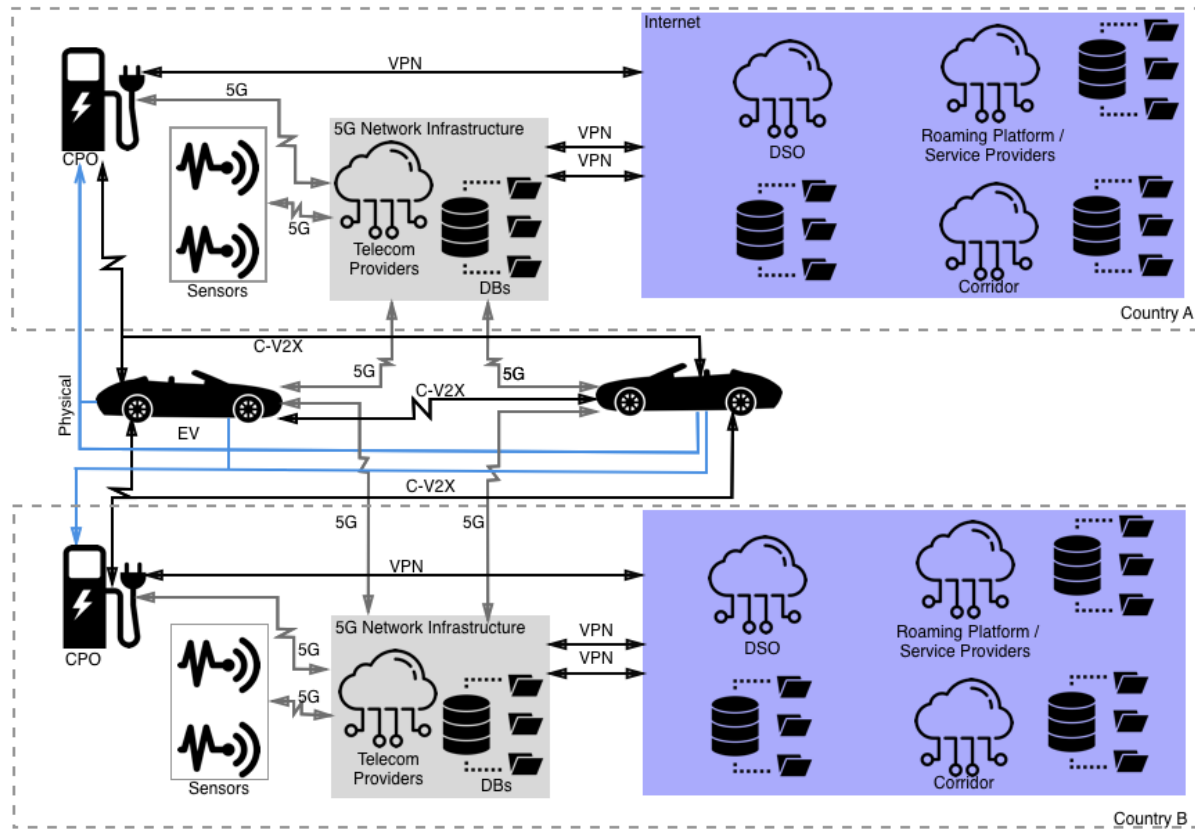 Internet
VPN
5G
5G Network Infrastructure
VPN
VPN
CPO
DSO
Roaming Platform /
Service Providers
5G
Telecom
Providers
Sensors
DBs
Corridor
Country A
C-V2X
5G
5G
C-V2X
Physical
EV
C-V2X
5G
5G
VPN
5G Network Infrastructure
VPN
VPN
CPO
5G
DSO
Roaming Platform /
Service Providers
5G
Telecom
Providers
Sensors
DBs
Corridor
Country B